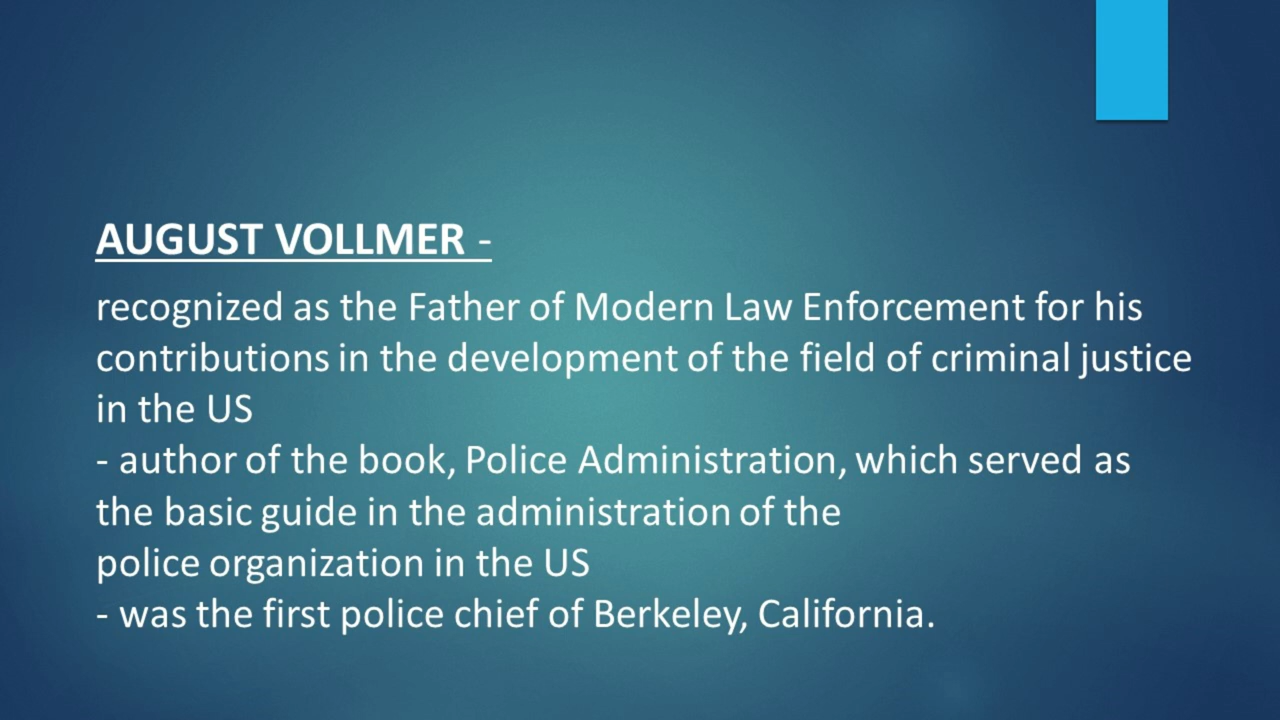 AUGUST VOLLMER -
recognized as the Father of Modern Law Enforcement for his
contributions in the development of the field of criminal justice
in the US
- author of the book, Police Administration, which served as
the basic guide in the administration of the
police organization in the US
- was the first police chief of Berkeley, California.